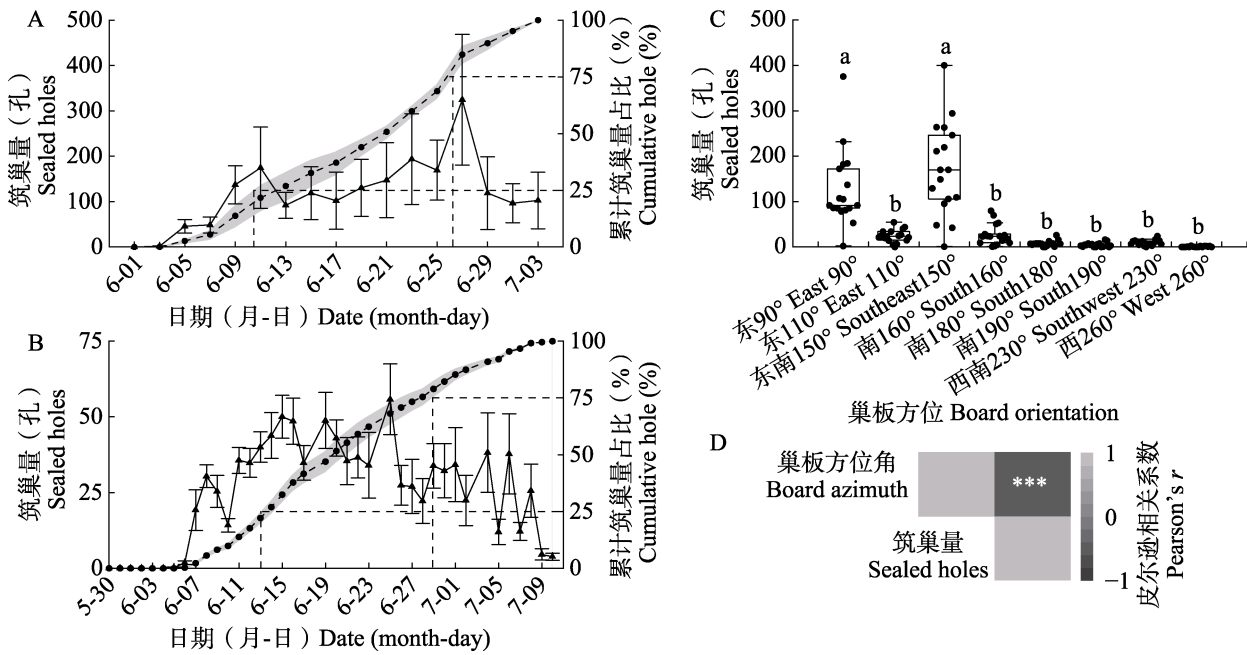 A
500
400
300
200
100
0
筑巢量（孔）
Sealed holes
100
75
50
25
0
累计筑巢量占比（%）
Cumulative hole (%)
6-01
6-05
6-09
6-13
6-17
6-21
6-25
6-29
7-03
日期（月-日）Date (month-day)
B
75
50
25
0
筑巢量（孔）
Sealed holes
100
75
50
25
0
累计筑巢量占比（%）
Cumulative hole (%)
5-30
6-03
6-07
6-11
6-15
6-19
6-23
6-27
7-01
7-05
7-09
日期（月-日）Date (month-day)
C
500
400
300
200
100
0
筑巢量（孔）
Sealed holes
a
b
a
b
b
b
b
b
东90° East 90°
东110° East 110°
东南150° Southeast150°
南160° South160°
南180° South180°
南190° South190°
西南230° Southwest 230°
西260° West 260°
巢板方位 Board orientation
D
巢板方位角
Board azimuth
***
筑巢量
Sealed holes
1
0
−1
皮尔逊相关系数
Pearson's r